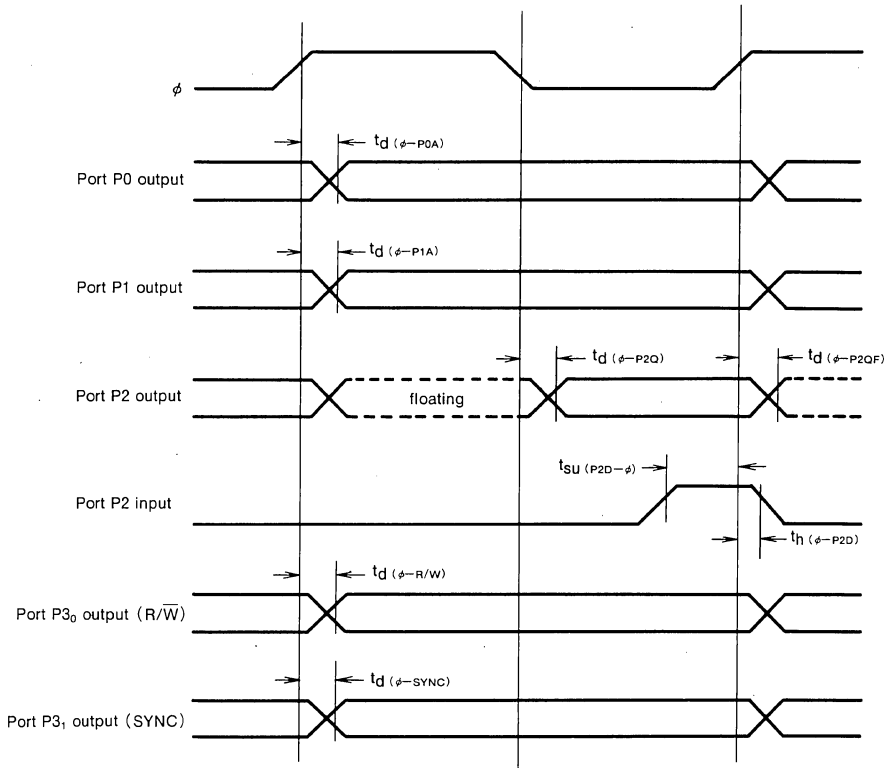 ϕ
td (ϕ−P0A)
Port P0 output
td (ϕ−P1A)
Port P1 output
td (ϕ−P2Q)
td (ϕ−P2QF)
Port P2 output
floating
tsu (P2D−ϕ)
Port P2 input
th (ϕ−P2D)
td (ϕ−R/W)
Port P3₀ output (R/W̅)
td (ϕ−SYNC)
Port P3₁ output (SYNC)